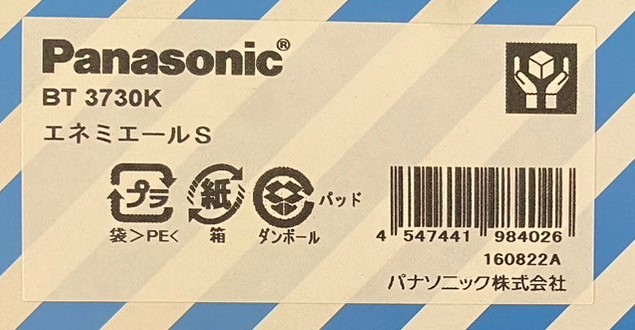 Panasonic®
BT 3730K
エネミエールS
プラ
紙
パッド
袋>PE<
箱
ダンボール
4 547441 984026
160822A
パナソニック株式会社